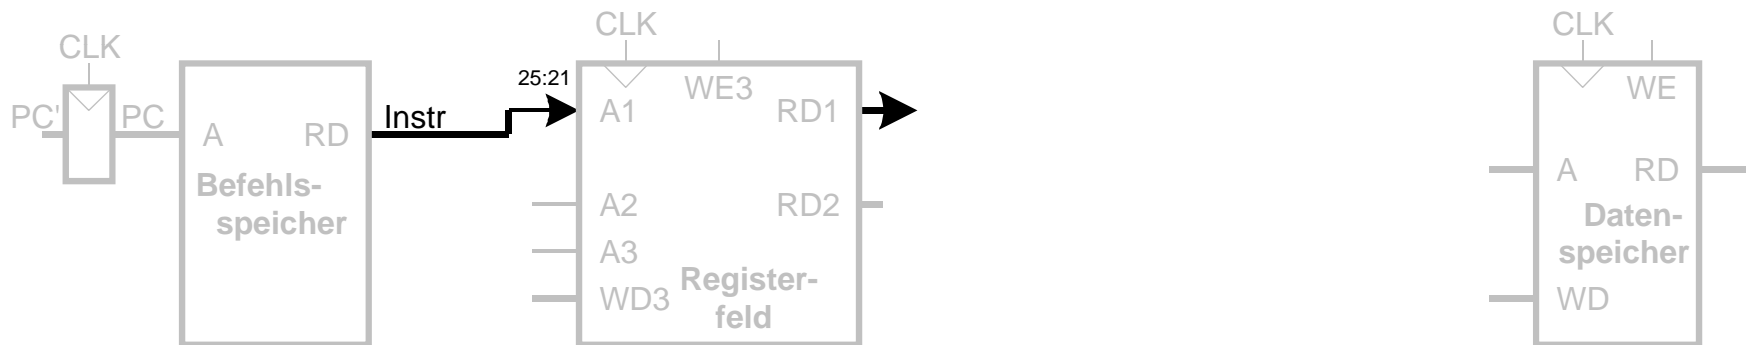 CLK
PC'
PC
A
RD
Befehls-
speicher
Instr
25:21
CLK
WE3
A1
RD1
A2
RD2
A3
WD3
Register-
feld
CLK
WE
A
RD
Daten-
speicher
WD